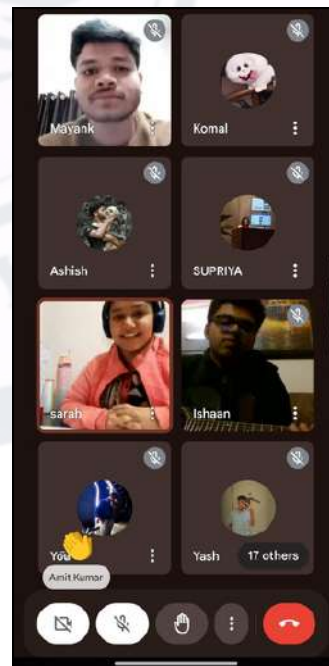 Mayank
Komal
Ashish
SUPRIYA
sarah
Ishaan
You
Yash
17 others
Amit Kumar